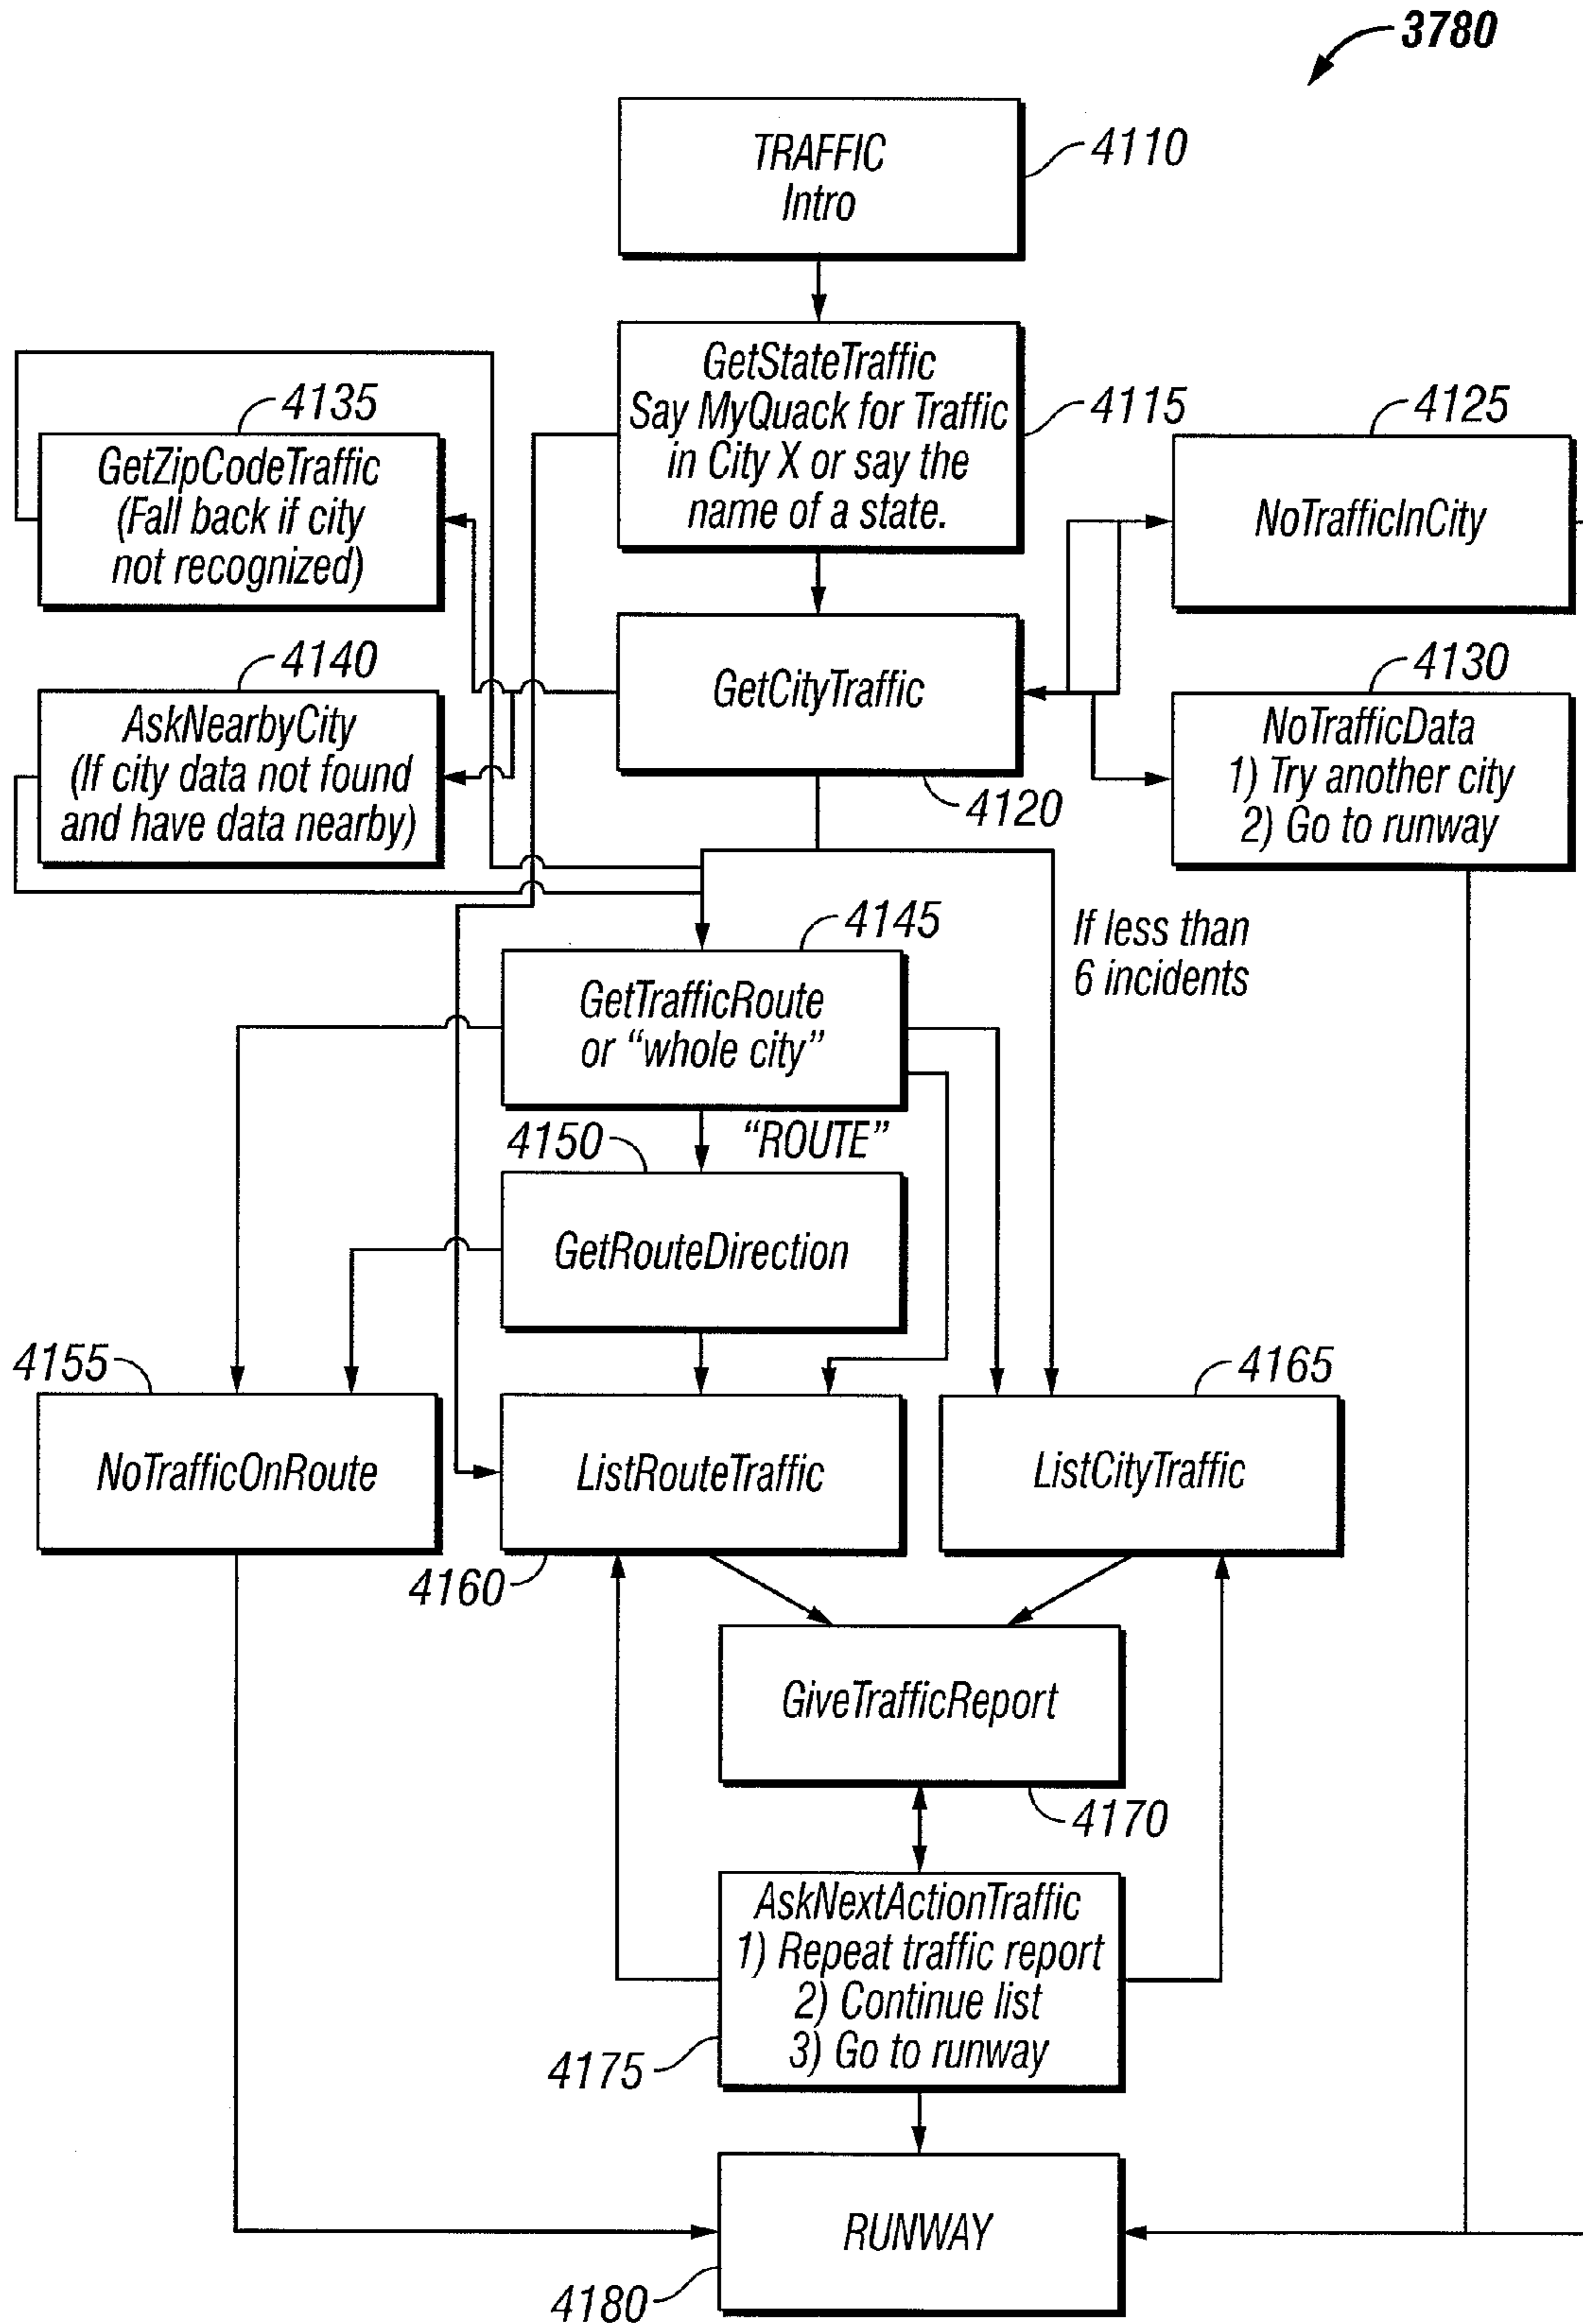 3780
TRAFFIC
Intro
4110
GetStateTraffic
Say MyQuack for Traffic
in City X or say the
name of a state.
4115
4135
GetZipCodeTraffic
(Fall back if city
not recognized)
4125
NoTrafficInCity
4140
AskNearbyCity
(If city data not found
and have data nearby)
GetCityTraffic
4120
4130
NoTrafficData
1) Try another city
2) Go to runway
4145
GetTrafficRoute
or “whole city”
If less than
6 incidents
“ROUTE”
4150
GetRouteDirection
4155
NoTrafficOnRoute
ListRouteTraffic
4160
4165
ListCityTraffic
GiveTrafficReport
4170
AskNextActionTraffic
1) Repeat traffic report
2) Continue list
3) Go to runway
4175
RUNWAY
4180